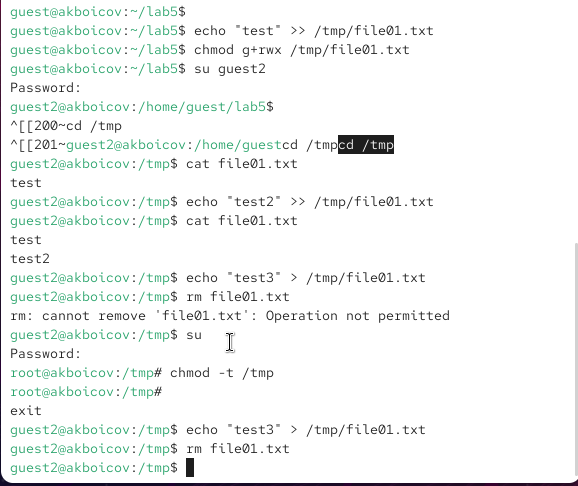 guest@akboicov:~/lab5$
guest@akboicov:~/lab5$ echo "test" >> /tmp/file01.txt
guest@akboicov:~/lab5$ chmod g+rwx /tmp/file01.txt
guest@akboicov:~/lab5$ su guest2
Password:
guest2@akboicov:/home/guest/lab5$
^[[200~cd /tmp
^[[201~guest2@akboicov:/home/guestcd /tmpcd /tmp
guest2@akboicov:/tmp$ cat file01.txt
test
guest2@akboicov:/tmp$ echo "test2" >> /tmp/file01.txt
guest2@akboicov:/tmp$ cat file01.txt
test
test2
guest2@akboicov:/tmp$ echo "test3" > /tmp/file01.txt
guest2@akboicov:/tmp$ rm file01.txt
rm: cannot remove 'file01.txt': Operation not permitted
guest2@akboicov:/tmp$ su
Password:
root@akboicov:/tmp# chmod -t /tmp
root@akboicov:/tmp#
exit
guest2@akboicov:/tmp$ echo "test3" > /tmp/file01.txt
guest2@akboicov:/tmp$ rm file01.txt
guest2@akboicov:/tmp$